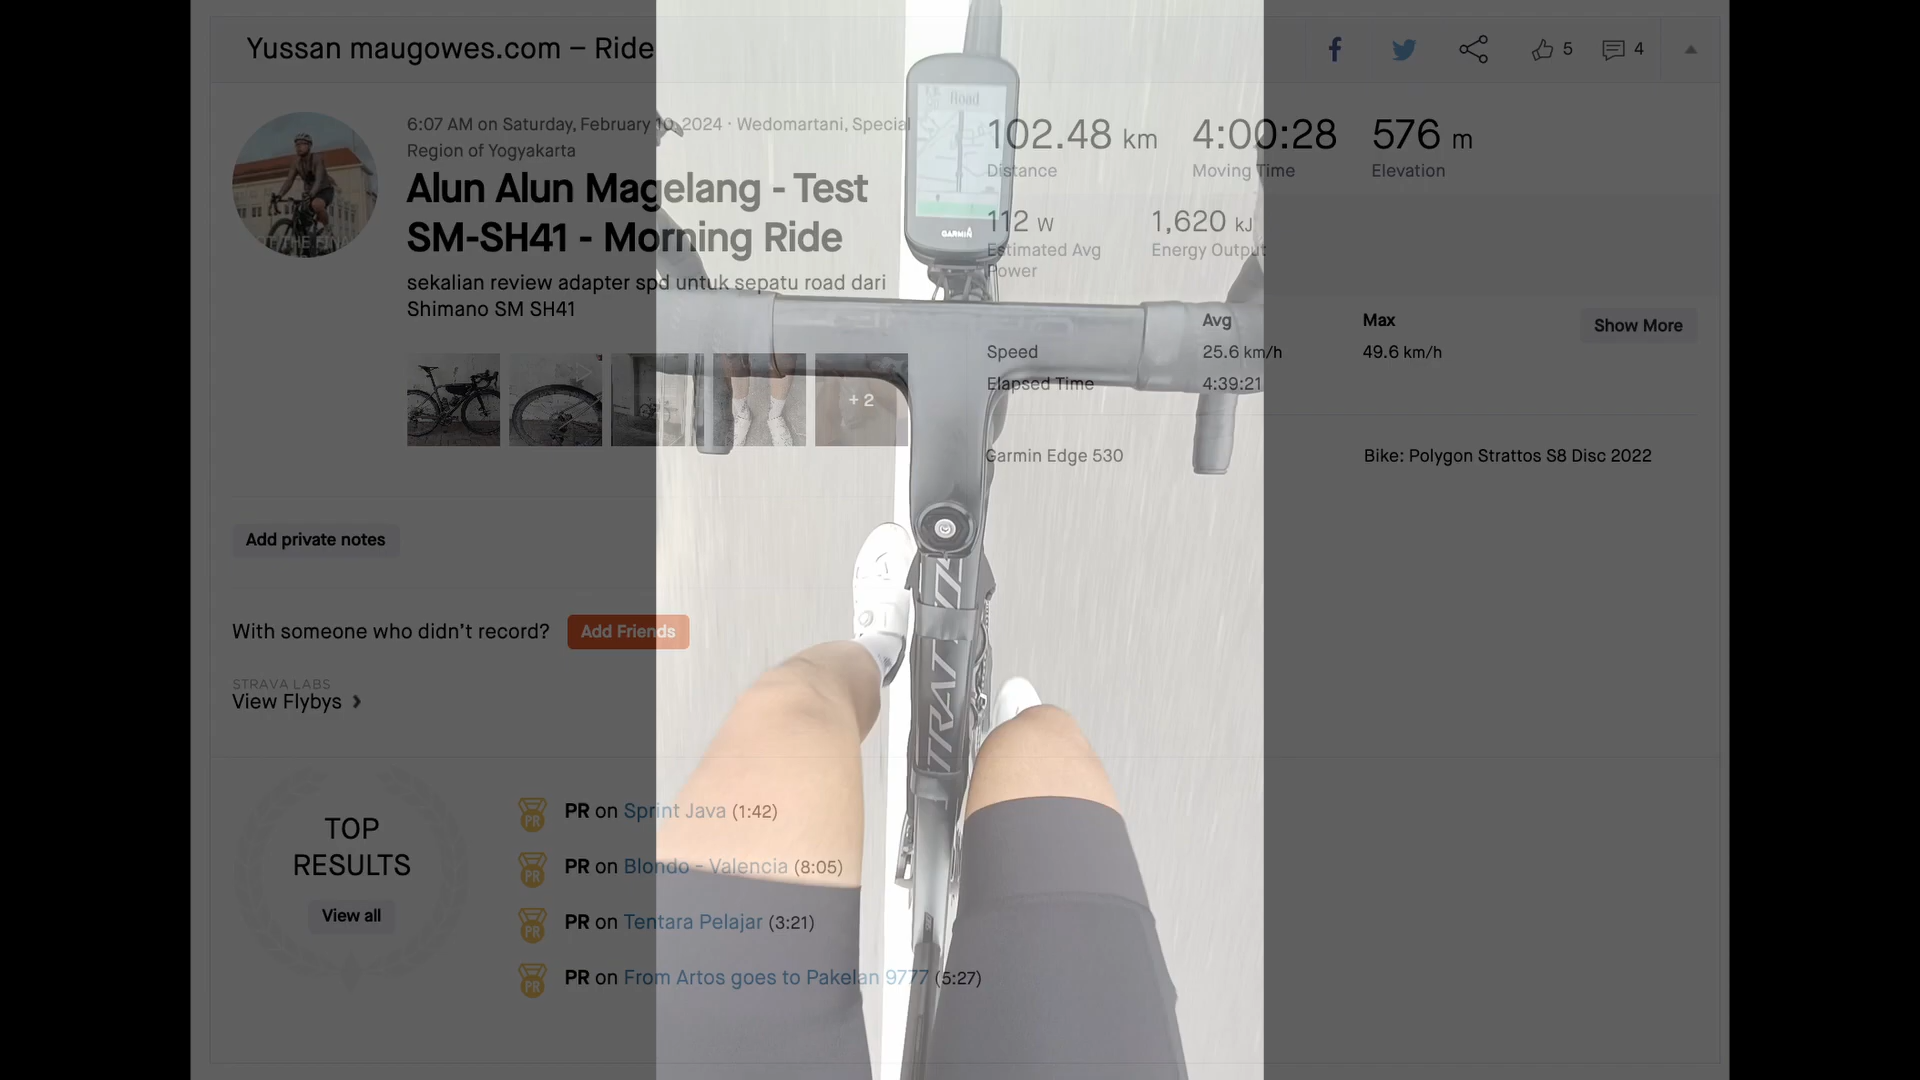 Yussan maugowes.com – Ride
5
4
6:07 AM on Saturday, February 10, 2024 · Wedomartani, Special
Region of Yogyakarta
Alun Alun Magelang - Test
SM-SH41 - Morning Ride
sekalian review adapter spd untuk sepatu road dari
Shimano SM SH41
+ 2
102.48 km
Distance
4:00:28
Moving Time
576 m
Elevation
112 W
Estimated Avg
Power
1,620 kJ
Energy Output
Avg
Max
Show More
Speed
25.6 km/h
49.6 km/h
Elapsed Time
4:39:21
Garmin Edge 530
Bike: Polygon Strattos S8 Disc 2022
Road
GARMIN
Add private notes
With someone who didn't record?
Add Friends
STRAVA LABS
View Flybys
TRAT
TOP
RESULTS
View all
PR
PR on Sprint Java (1:42)
PR
PR on Blondo - Valencia (8:05)
PR
PR on Tentara Pelajar (3:21)
PR
PR on From Artos goes to Pakelan 9777 (5:27)